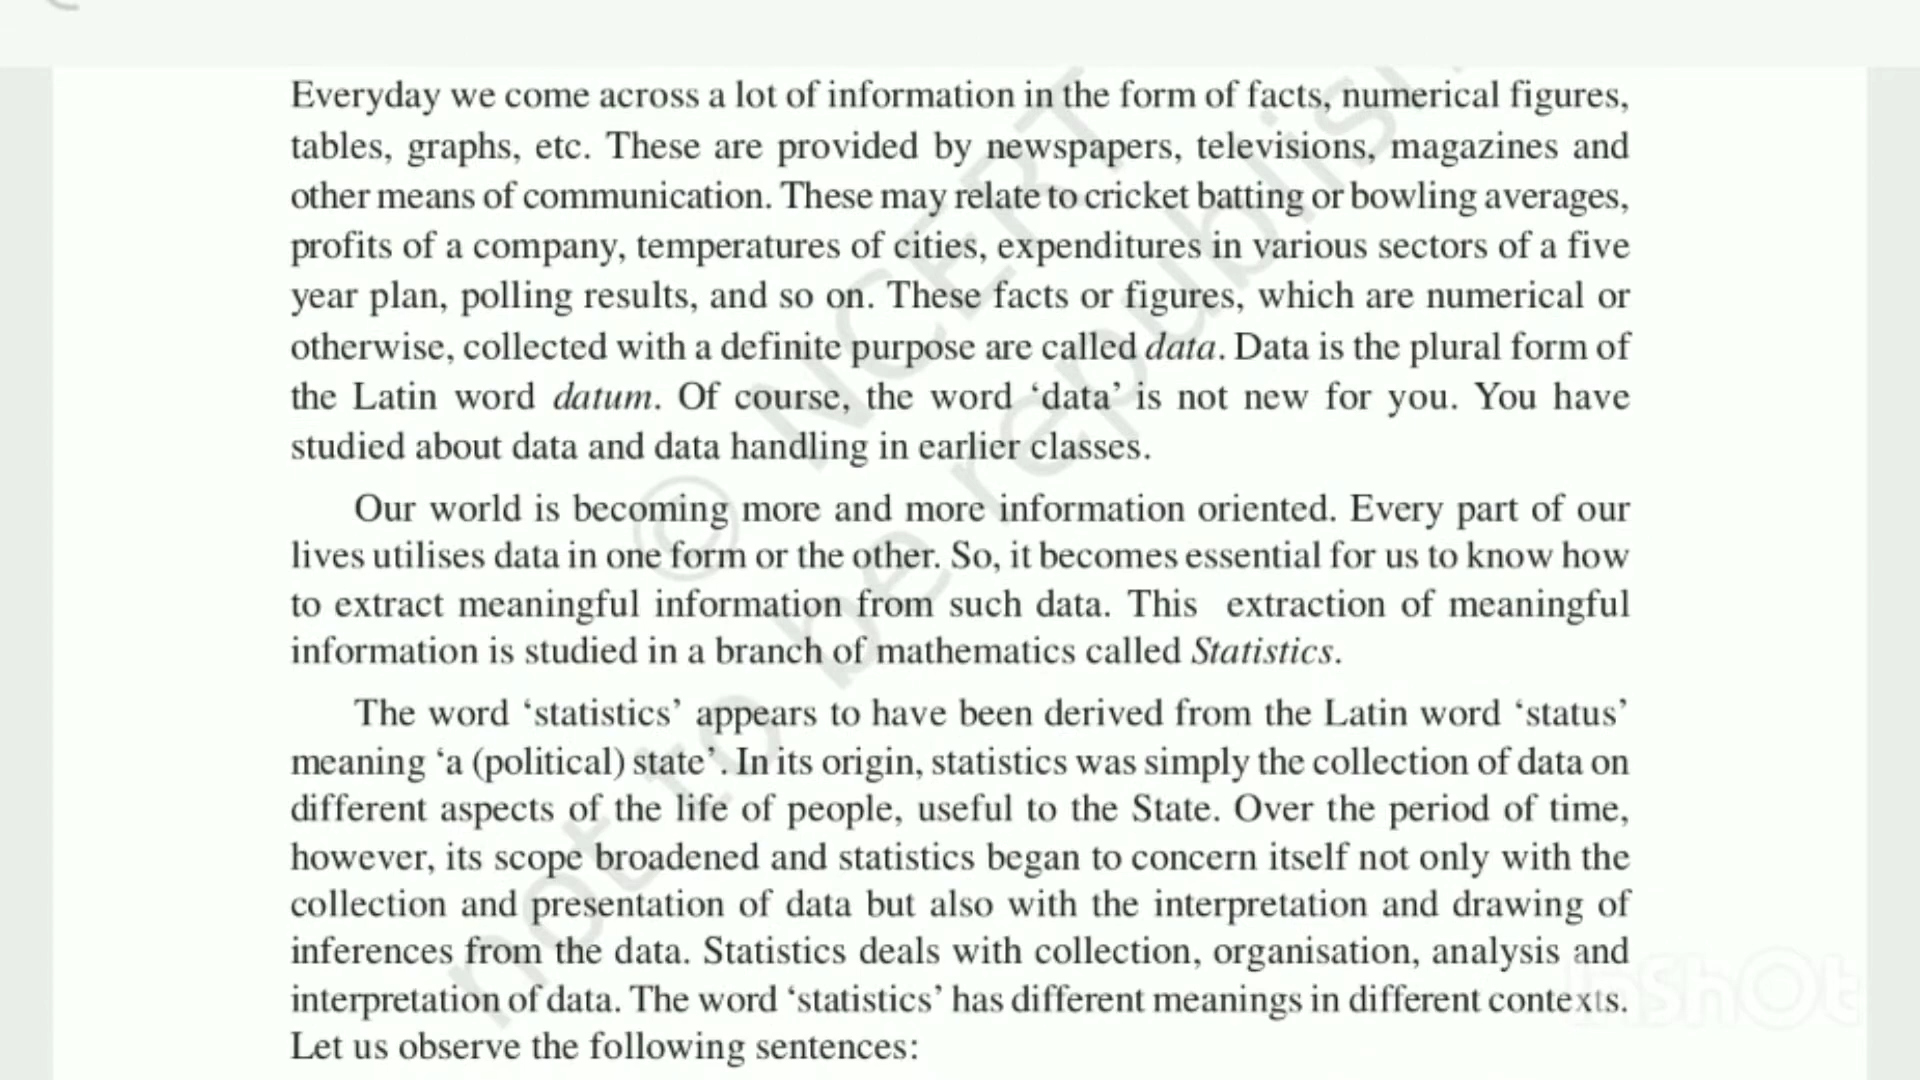 Everyday we come across a lot of information in the form of facts, numerical figures,
tables, graphs, etc. These are provided by newspapers, televisions, magazines and
other means of communication. These may relate to cricket batting or bowling averages,
profits of a company, temperatures of cities, expenditures in various sectors of a five
year plan, polling results, and so on. These facts or figures, which are numerical or
otherwise, collected with a definite purpose are called data. Data is the plural form of
the Latin word datum. Of course, the word ‘data’ is not new for you. You have
studied about data and data handling in earlier classes.
Our world is becoming more and more information oriented. Every part of our
lives utilises data in one form or the other. So, it becomes essential for us to know how
to extract meaningful information from such data. This extraction of meaningful
information is studied in a branch of mathematics called Statistics.
The word ‘statistics’ appears to have been derived from the Latin word ‘status’
meaning ‘a (political) state’. In its origin, statistics was simply the collection of data on
different aspects of the life of people, useful to the State. Over the period of time,
however, its scope broadened and statistics began to concern itself not only with the
collection and presentation of data but also with the interpretation and drawing of
inferences from the data. Statistics deals with collection, organisation, analysis and
interpretation of data. The word ‘statistics’ has different meanings in different contexts.
Let us observe the following sentences:
© NCERT
not to be republish
InShOt